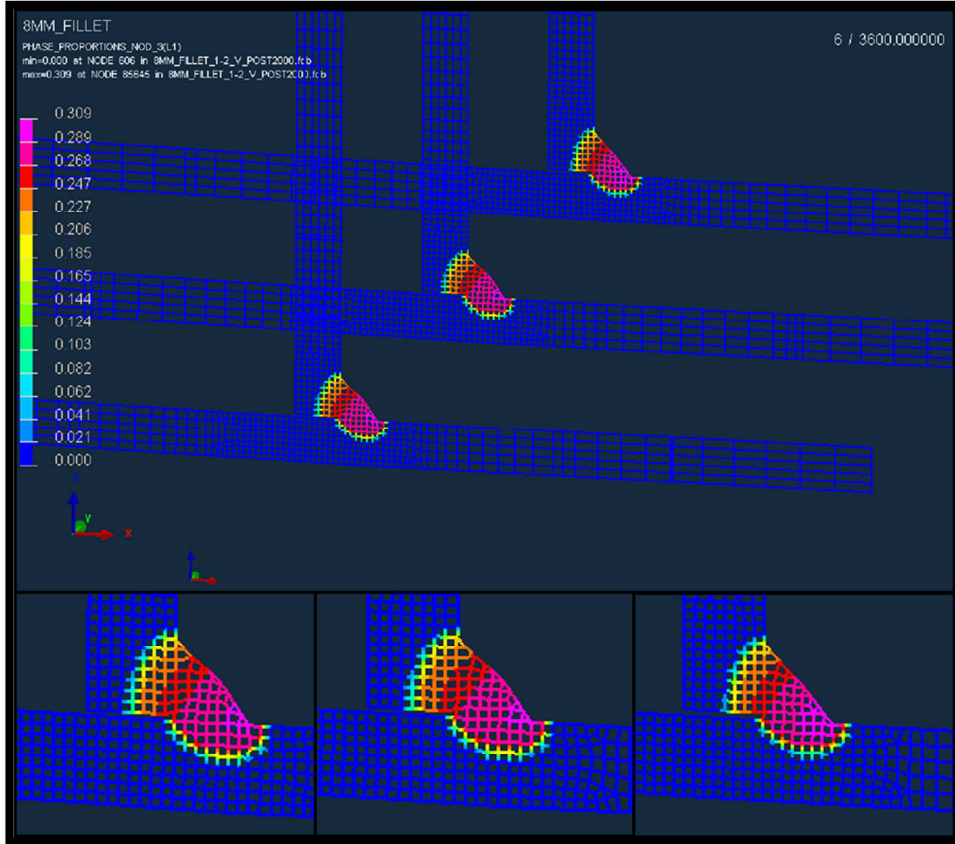 8MM_FILLET
6 / 3600.000000
PHASE_PROPORTIONS_NOD_3(L1)
min=0.000 at NODE 606 in 8MM_FILLET_1-2_V_POST2000.fdb
max=0.309 at NODE 85645 in 8MM_FILLET_1-2_V_POST2000.fdb
0.309
0.289
0.268
0.247
0.227
0.206
0.185
0.165
0.144
0.124
0.103
0.082
0.062
0.041
0.021
0.000
Z
Y
X